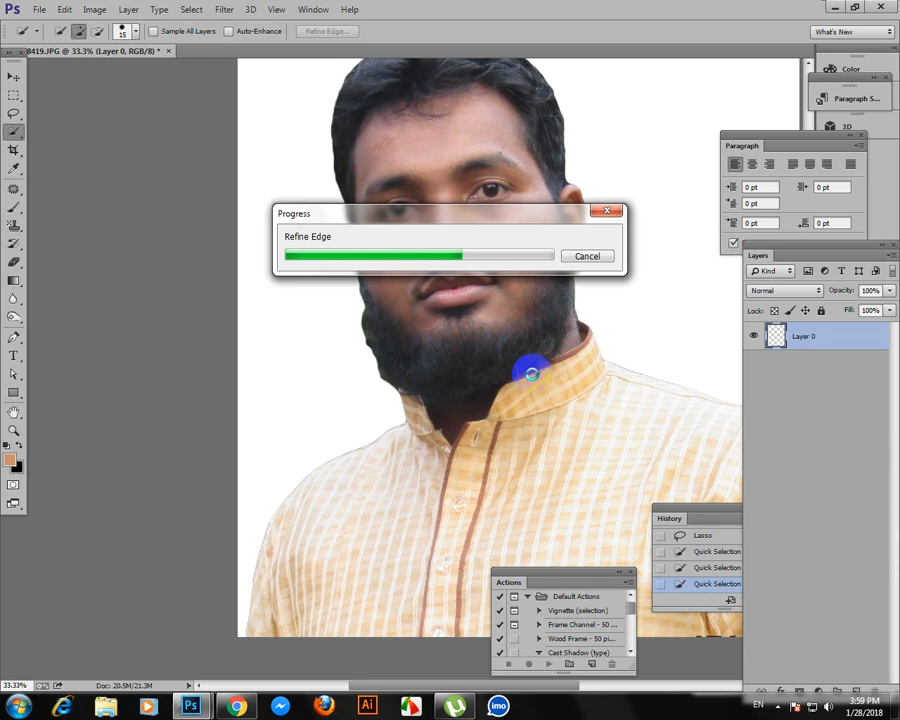 Ps File Edit Image Layer Type Select Filter 3D View Window Help
15 Sample All Layers Auto-Enhance Refine Edge... What's New
8419.JPG @ 33.3% (Layer 0, RGB/8) * ×
Color
Paragraph S...
3D
Paragraph
0 pt 0 pt
0 pt
0 pt 0 pt
Progress
Refine Edge
Cancel
Layers
Kind
Normal Opacity: 100%
Lock: Fill: 100%
Layer 0
History
Lasso
Quick Selection
Quick Selection
Quick Selection
Actions
Default Actions
Vignette (selection)
Frame Channel - 50 ...
Wood Frame - 50 pi...
Cast Shadow (type)
33.33% Doc: 20.5M/21.3M
Ps Ai imo EN 3:59 PM
1/28/2018